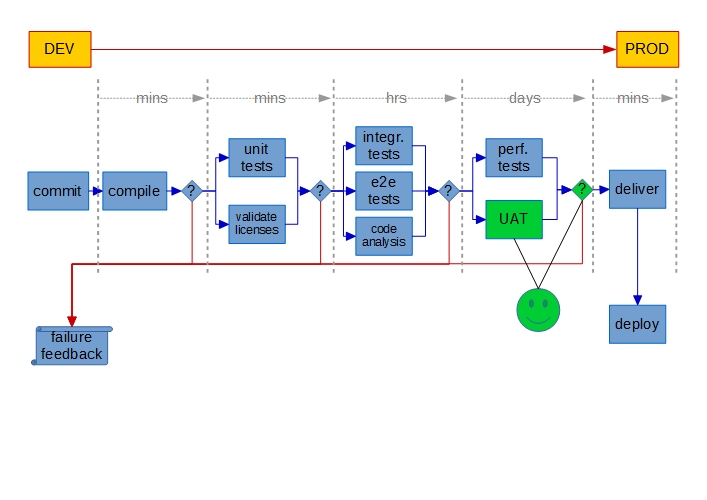 DEV
PROD
mins
mins
hrs
days
mins
commit
compile
?
unit
tests
validate
licenses
?
integr.
tests
e2e
tests
code
analysis
?
perf.
tests
UAT
?
deliver
deploy
failure
feedback